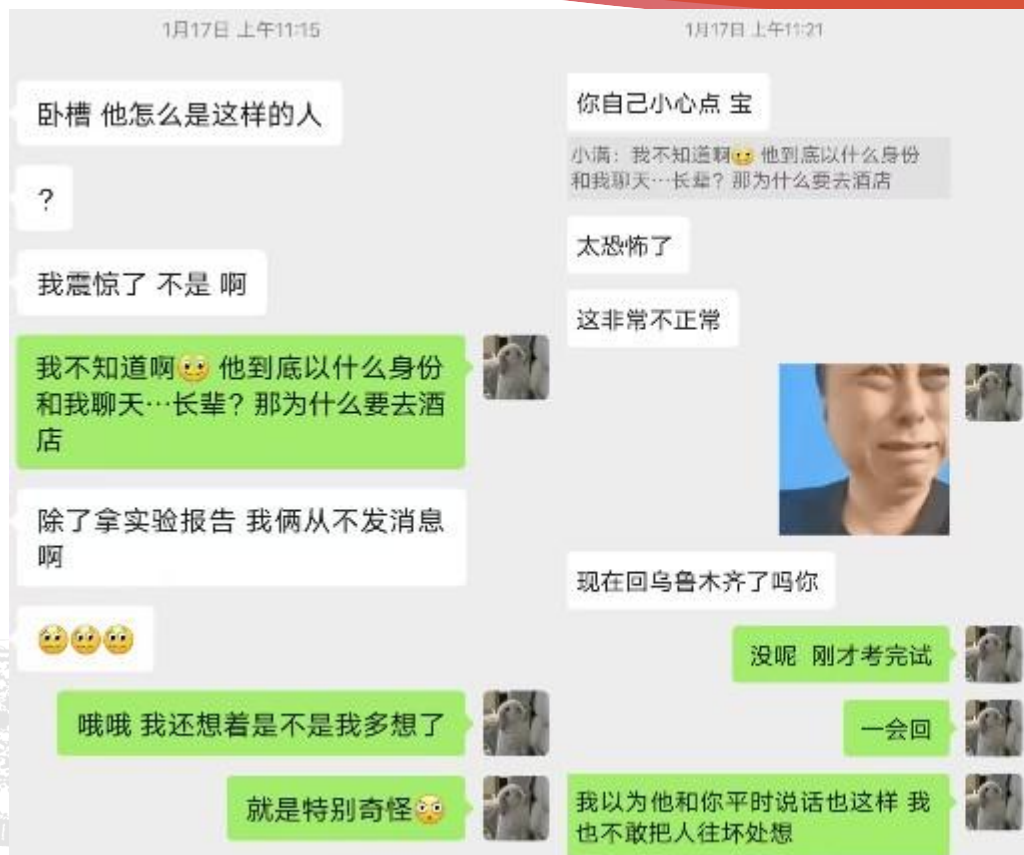 1月17日 上午11:15
卧槽 他怎么是这样的人
?
我震惊了 不是 啊
我不知道啊 他到底以什么身份
和我聊天…长辈？那为什么要去酒
店
除了拿实验报告 我俩从不发消息
啊
哦哦 我还想着是不是我多想了
就是特别奇怪
1月17日 上午11:21
你自己小心点 宝
小满：我不知道啊 他到底以什么身份
和我聊天…长辈？那为什么要去酒店
太恐怖了
这非常不正常
现在回乌鲁木齐了吗你
没呢 刚才考完试
一会回
我以为他和你平时说话也这样 我
也不敢把人往坏处想